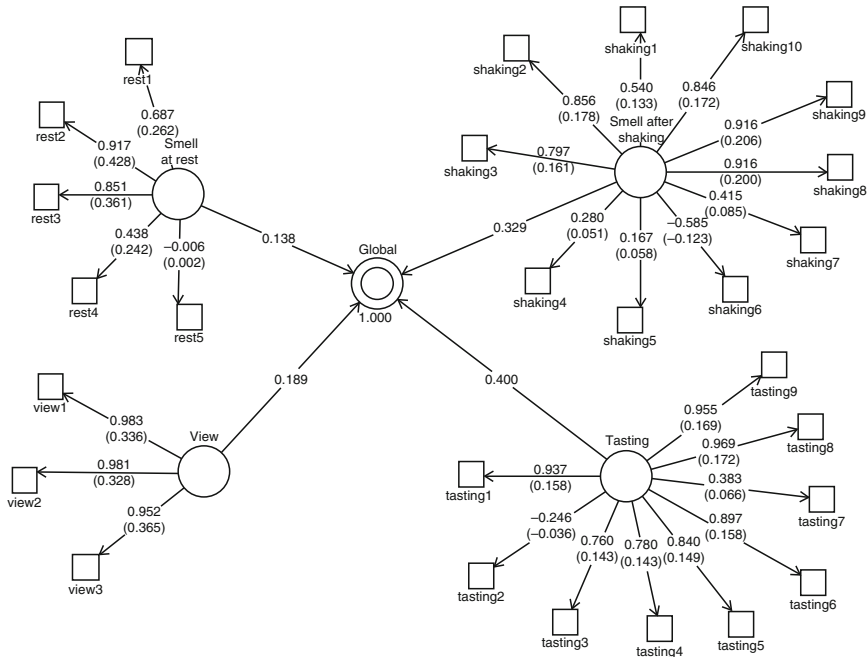 rest1
0.687
(0.262)
rest2
0.917
(0.428)
Smell
at rest
rest3
0.851
(0.361)
0.438
(0.242)
rest4
−0.006
(0.002)
rest5
0.138
shaking1
0.540
(0.133)
shaking2
0.856
(0.178)
shaking10
0.846
(0.172)
Smell after
shaking
shaking3
0.797
(0.161)
shaking9
0.916
(0.206)
shaking8
0.916
(0.200)
0.415
(0.085)
shaking7
−0.585
(−0.123)
shaking6
0.167
(0.058)
shaking5
0.280
(0.051)
shaking4
0.329
Global
1.000
0.189
0.400
view1
0.983
(0.336)
View
view2
0.981
(0.328)
0.952
(0.365)
view3
Tasting
tasting9
0.955
(0.169)
tasting8
0.969
(0.172)
0.383
(0.066)
tasting7
0.897
(0.158)
tasting6
0.840
(0.149)
tasting5
0.780
(0.143)
tasting4
0.760
(0.143)
tasting3
−0.246
(−0.036)
tasting2
0.937
(0.158)
tasting1